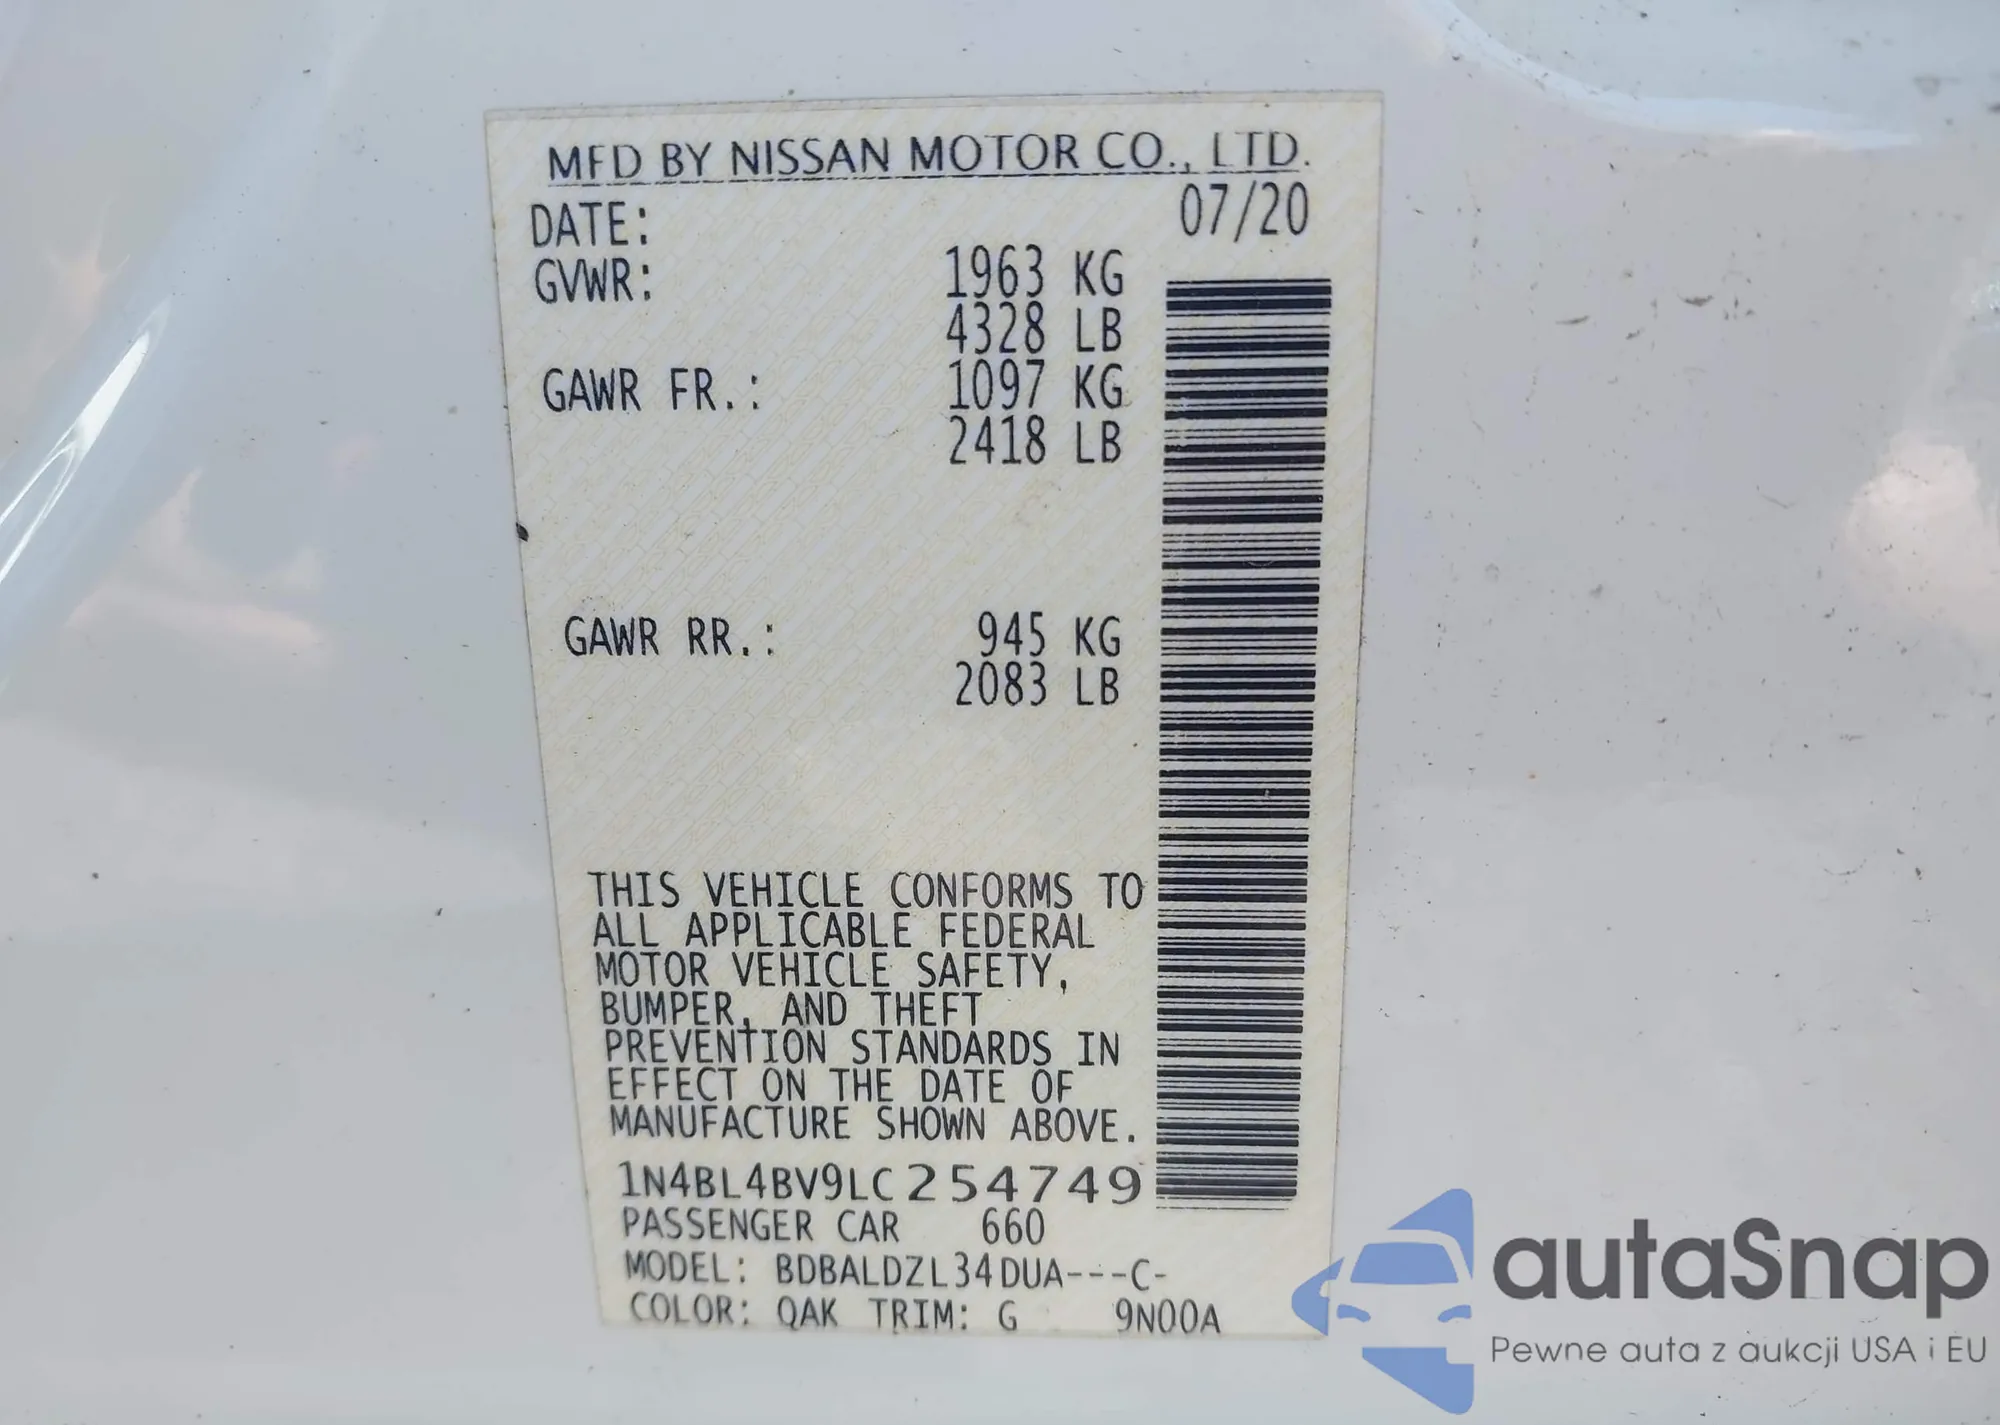 MFD BY NISSAN MOTOR CO., LTD.
DATE: 07/20
GVWR: 1963 KG
4328 LB
GAWR FR.: 1097 KG
2418 LB
GAWR RR.: 945 KG
2083 LB
THIS VEHICLE CONFORMS TO
ALL APPLICABLE FEDERAL
MOTOR VEHICLE SAFETY,
BUMPER, AND THEFT
PREVENTION STANDARDS IN
EFFECT ON THE DATE OF
MANUFACTURE SHOWN ABOVE.
1N4BL4BV9LC254749
PASSENGER CAR 660
MODEL: BDBALDZL34DUA---C-
COLOR: QAK TRIM: G 9N00A
autaSnap
Pewne auta z aukcji USA i EU